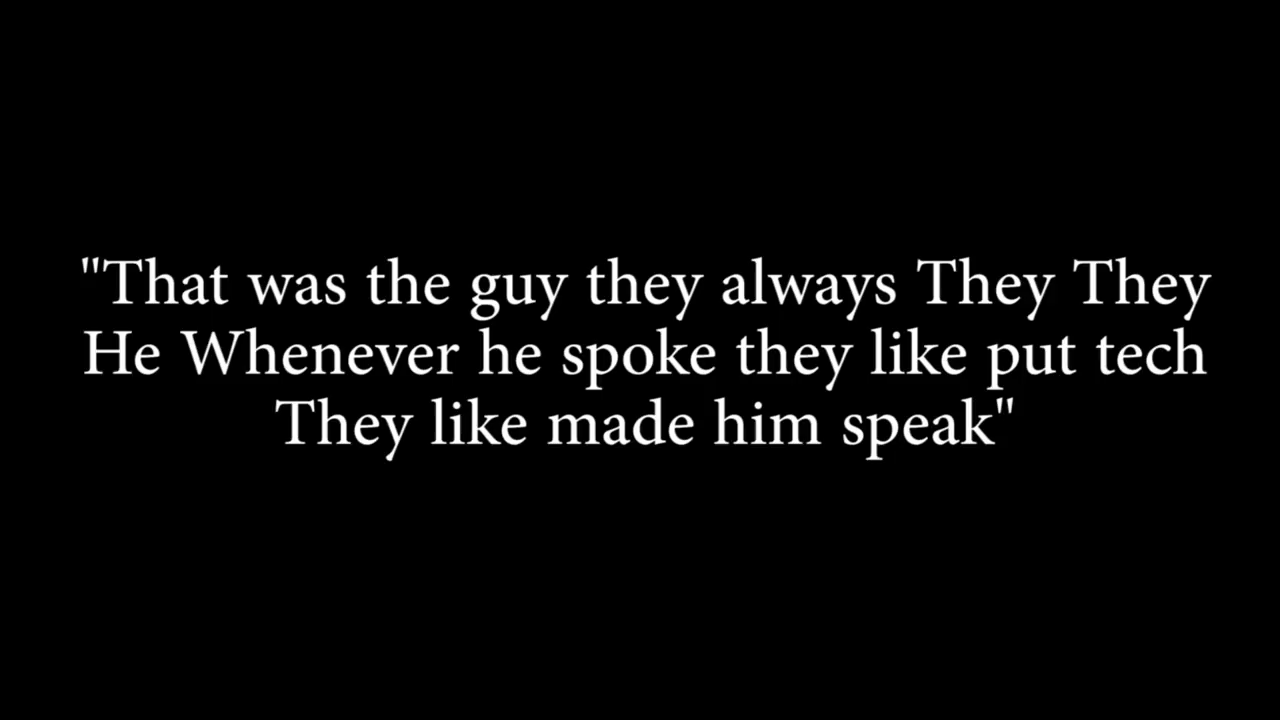 "That was the guy they always They They
He Whenever he spoke they like put tech
They like made him speak"